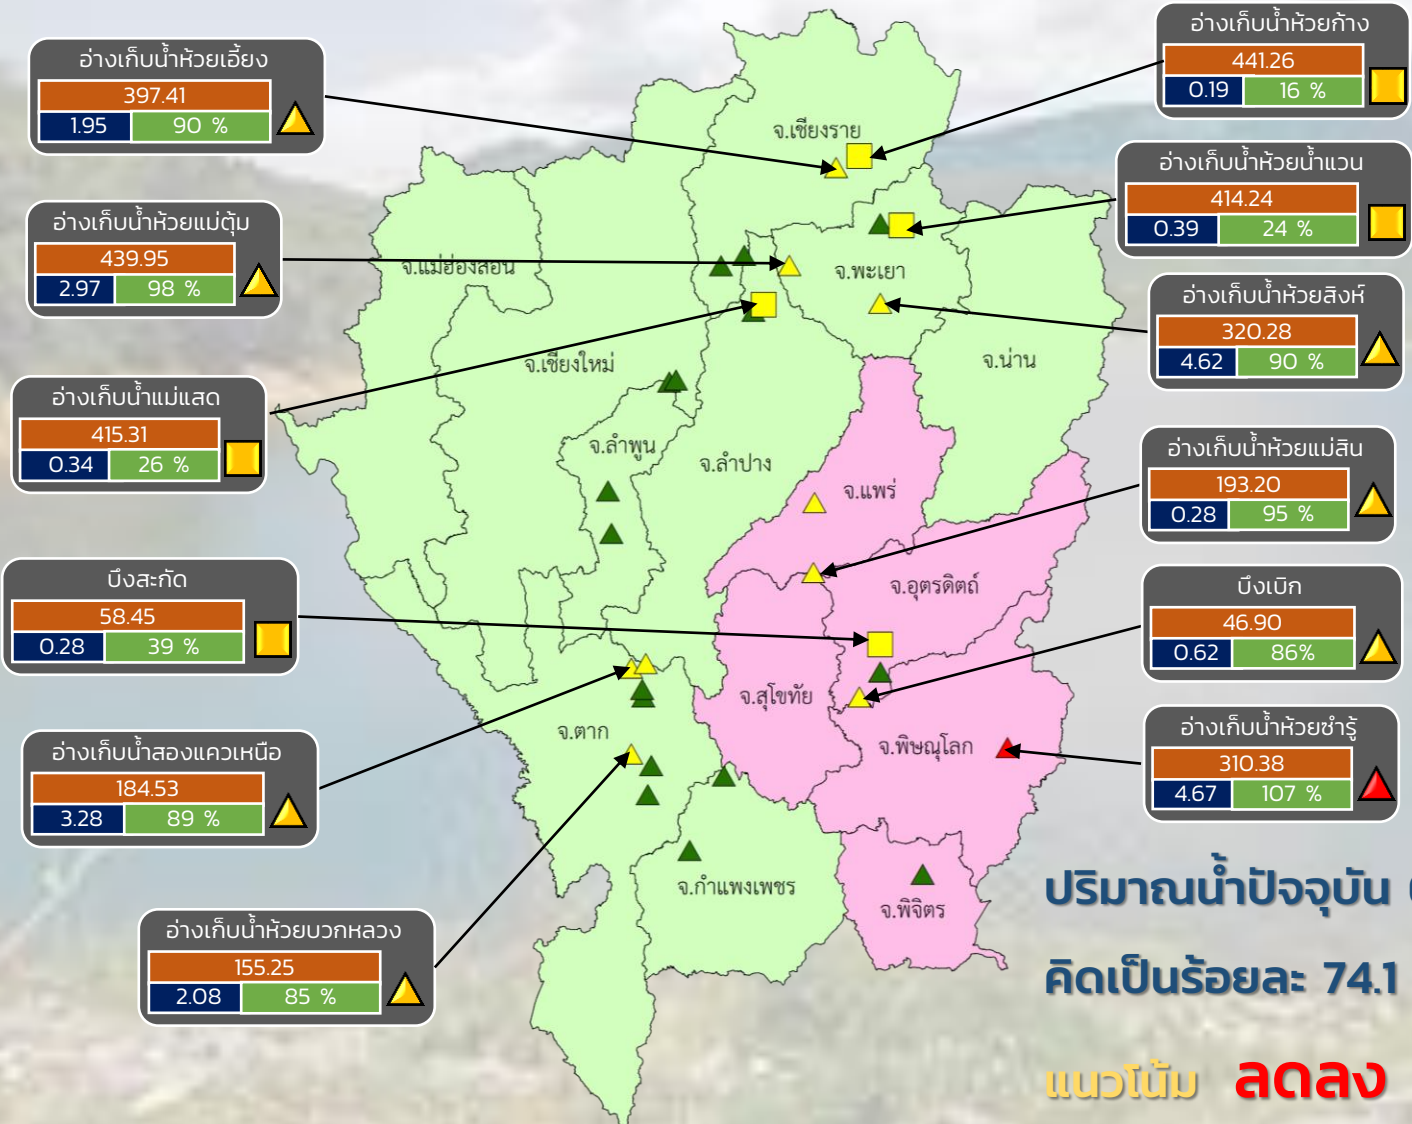 อ่างเก็บน้ำห้วยเอี้ยง
397.41
1.95 90 %
อ่างเก็บน้ำห้วยแม่ตุ้ม
439.95
2.97 98 %
อ่างเก็บน้ำแม่แสด
415.31
0.34 26 %
บึงสะกัด
58.45
0.28 39 %
อ่างเก็บน้ำสองแควเหนือ
184.53
3.28 89 %
อ่างเก็บน้ำห้วยบวกหลวง
155.25
2.08 85 %
จ.เชียงราย
จ.แม่ฮ่องสอน
จ.พะเยา
จ.เชียงใหม่
จ.น่าน
จ.ลำพูน
จ.ลำปาง
จ.แพร่
จ.อุตรดิตถ์
จ.สุโขทัย
จ.ตาก
จ.พิษณุโลก
จ.กำแพงเพชร
จ.พิจิตร
อ่างเก็บน้ำห้วยก้าง
441.26
0.19 16 %
อ่างเก็บน้ำห้วยน้ำแวน
414.24
0.39 24 %
อ่างเก็บน้ำห้วยสิงห์
320.28
4.62 90 %
อ่างเก็บน้ำห้วยแม่สิน
193.20
0.28 95 %
บึงเบิก
46.90
0.62 86%
อ่างเก็บน้ำห้วยซำรู้
310.38
4.67 107 %
ปริมาณน้ำปัจจุบัน
คิดเป็นร้อยละ 74.1
แนวโน้ม ลดลง